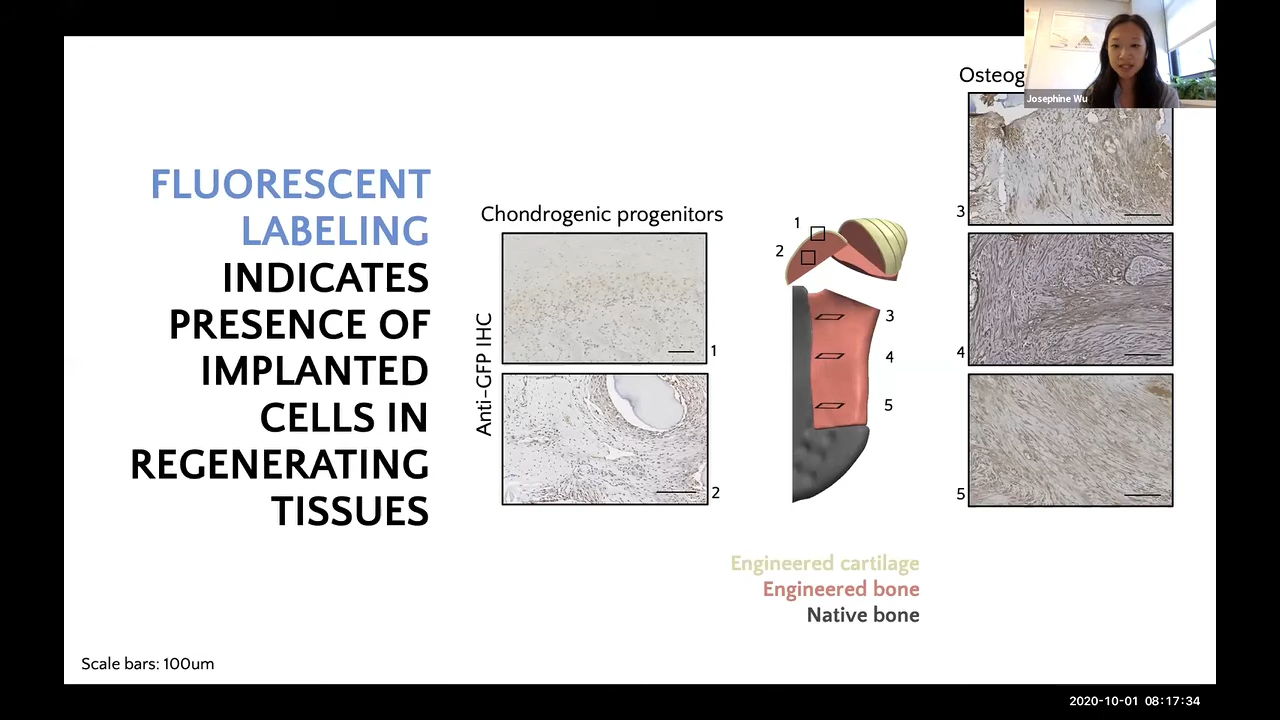 Josephine Wu
Osteog
FLUORESCENT
LABELING
INDICATES
PRESENCE OF
IMPLANTED
CELLS IN
REGENERATING
TISSUES
Chondrogenic progenitors
Anti-GFP IHC
1
2
1
2
3
4
5
3
4
5
Engineered cartilage
Engineered bone
Native bone
Scale bars: 100um
2020-10-01 08:17:34